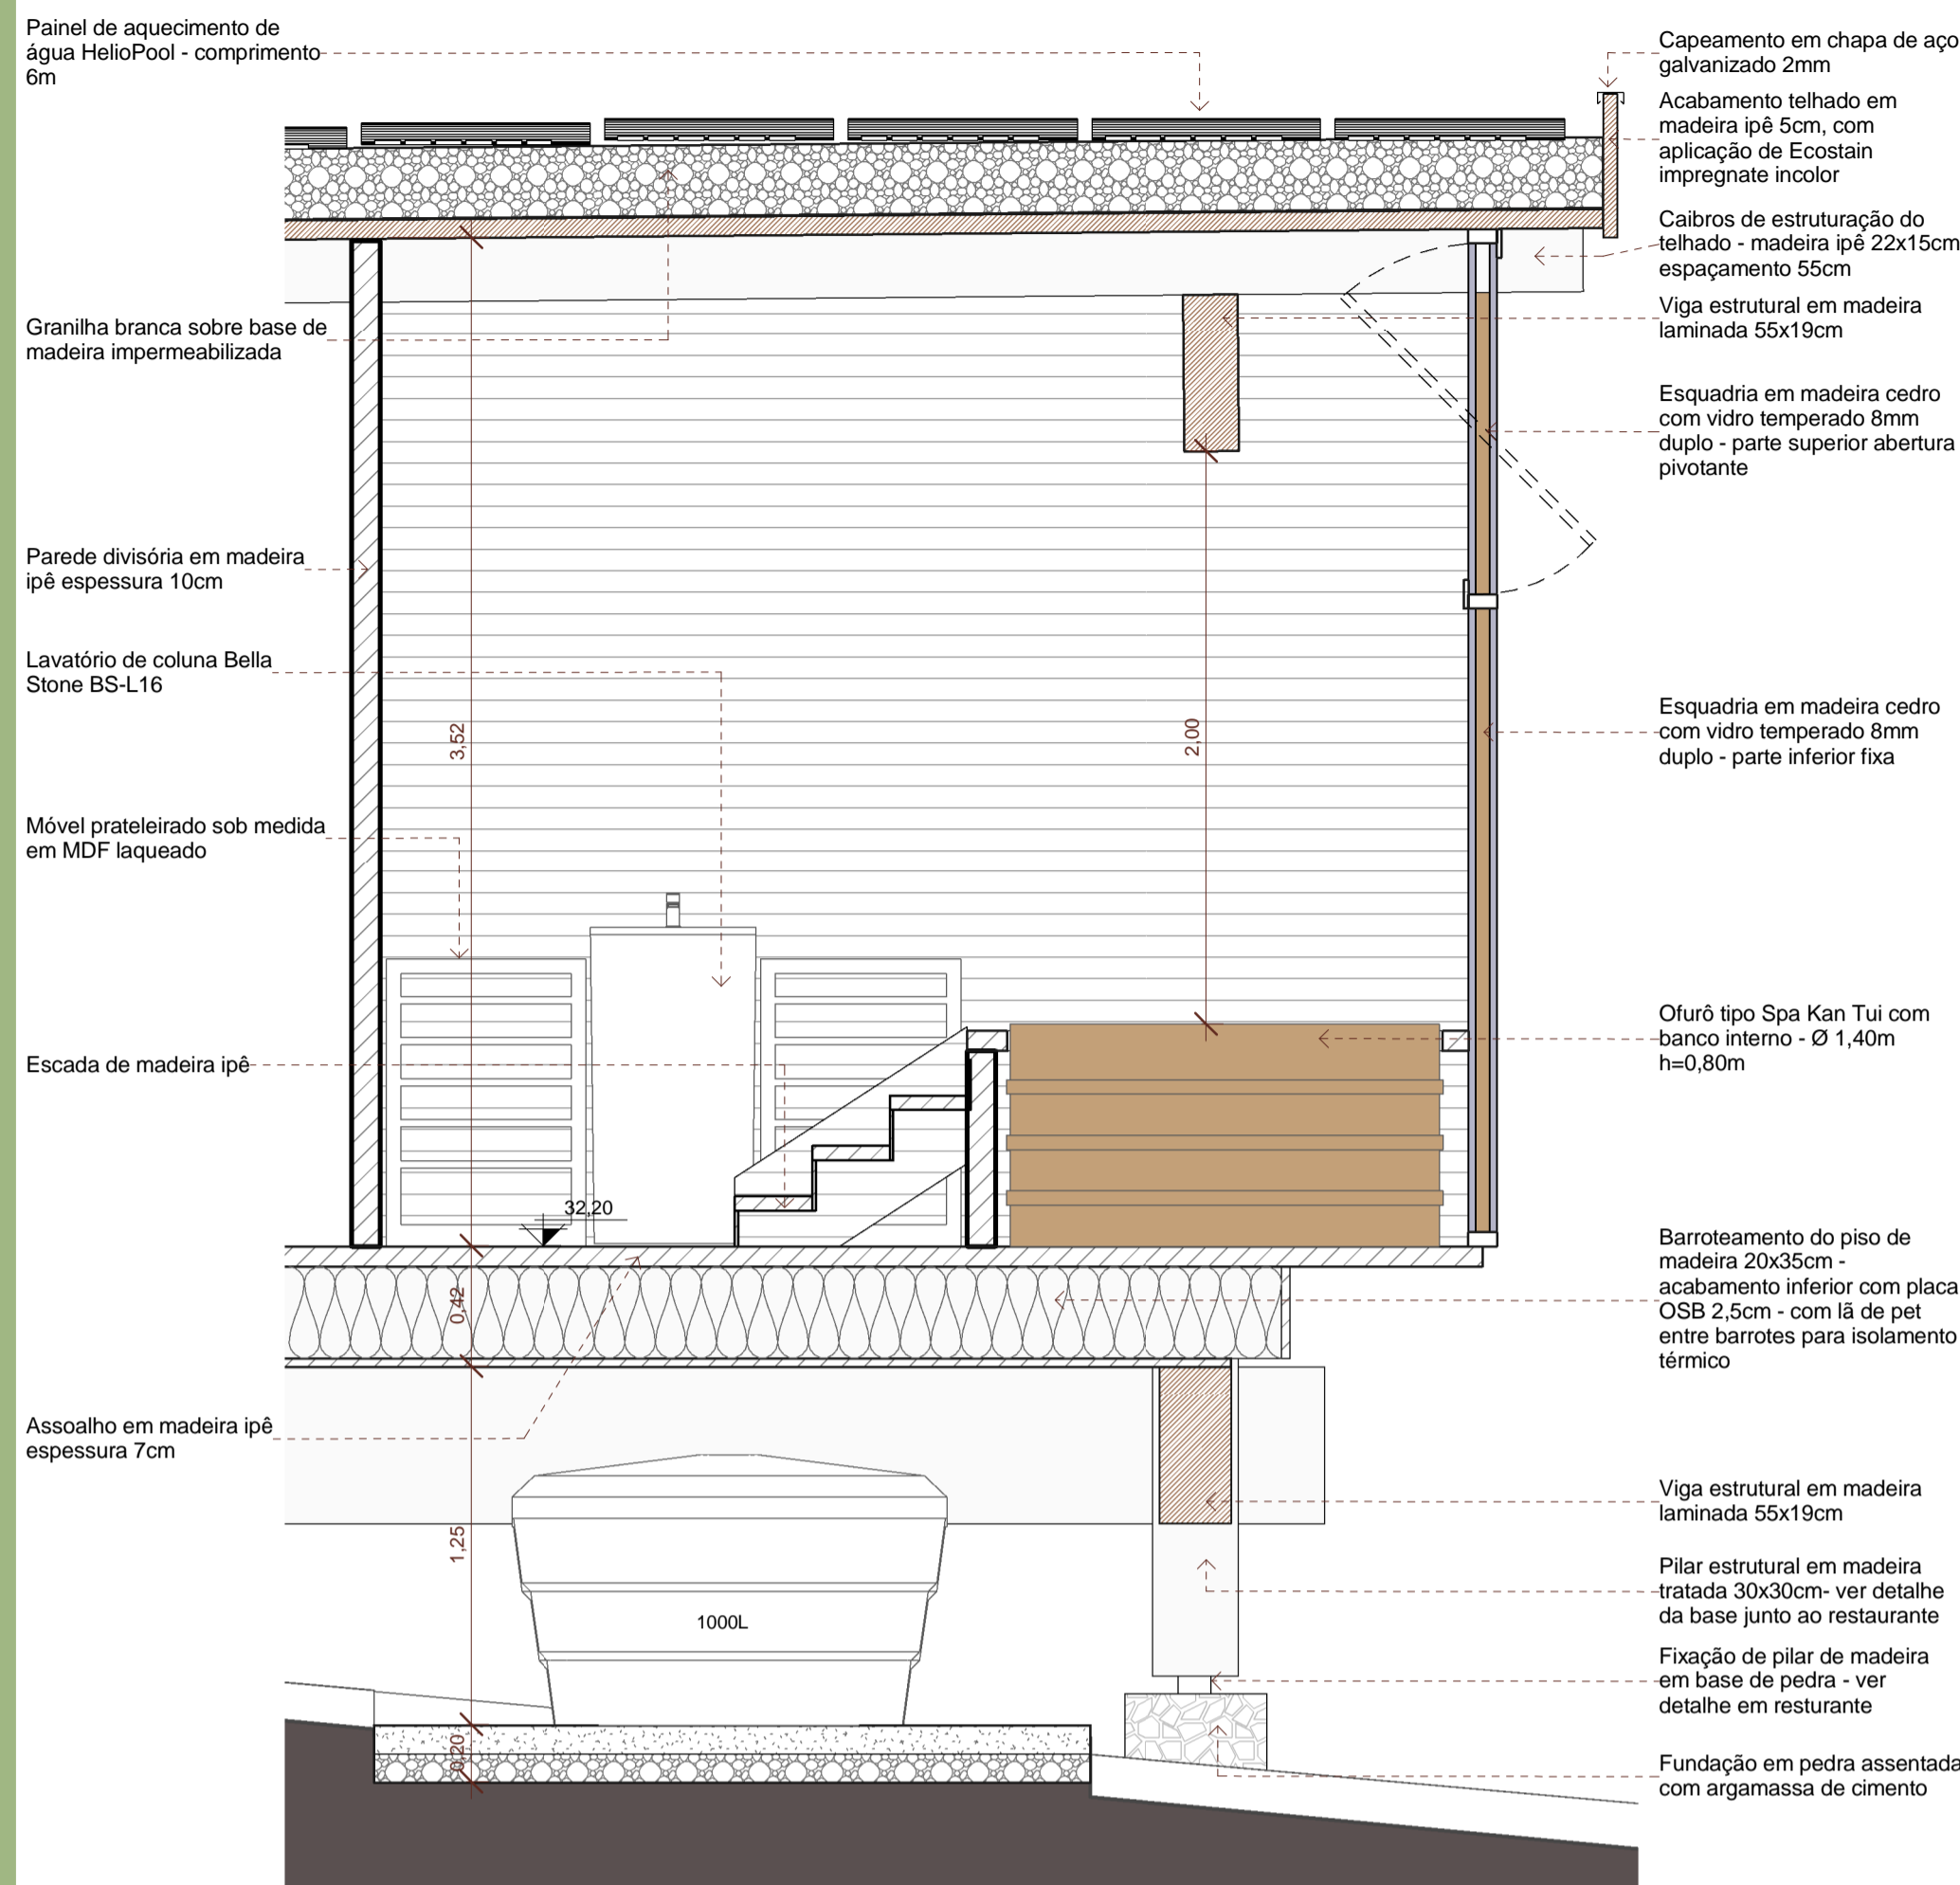 Painel de aquecimento de
água HelioPool - comprimento
6m
Granilha branca sobre base de
madeira impermeabilizada
Parede divisória em madeira
ipê espessura 10cm
Lavatório de coluna Bella
Stone BS-L16
Móvel prateleirado sob medida
em MDF laqueado
Escada de madeira ipê
Assoalho em madeira ipê
espessura 7cm
3,52
2,00
32,20
0,42
1,25
1000L
0,20
Capeamento em chapa de aço
galvanizado 2mm
Acabamento telhado em
madeira ipê 5cm, com
aplicação de Ecostain
impregnate incolor
Caibros de estruturação do
telhado - madeira ipê 22x15cm
espaçamento 55cm
Viga estrutural em madeira
laminada 55x19cm
Esquadria em madeira cedro
com vidro temperado 8mm
duplo - parte superior abertura
pivotante
Esquadria em madeira cedro
com vidro temperado 8mm
duplo - parte inferior fixa
Ofurô tipo Spa Kan Tui com
banco interno - Ø 1,40m
h=0,80m
Barroteamento do piso de
madeira 20x35cm -
acabamento inferior com placa
OSB 2,5cm - com lã de pet
entre barrotes para isolamento
térmico
Viga estrutural em madeira
laminada 55x19cm
Pilar estrutural em madeira
tratada 30x30cm- ver detalhe
da base junto ao restaurante
Fixação de pilar de madeira
em base de pedra - ver
detalhe em resturante
Fundação em pedra assentada
com argamassa de cimento